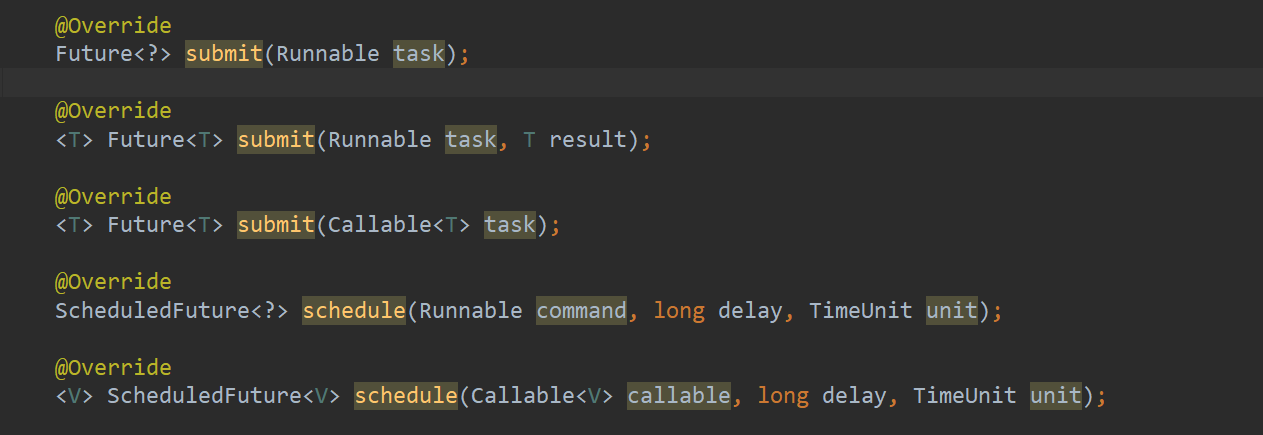 @Override
Future<?> submit(Runnable task);
@Override
<T> Future<T> submit(Runnable task, T result);
@Override
<T> Future<T> submit(Callable<T> task);
@Override
ScheduledFuture<?> schedule(Runnable command, long delay, TimeUnit unit);
@Override
<V> ScheduledFuture<V> schedule(Callable<V> callable, long delay, TimeUnit unit);